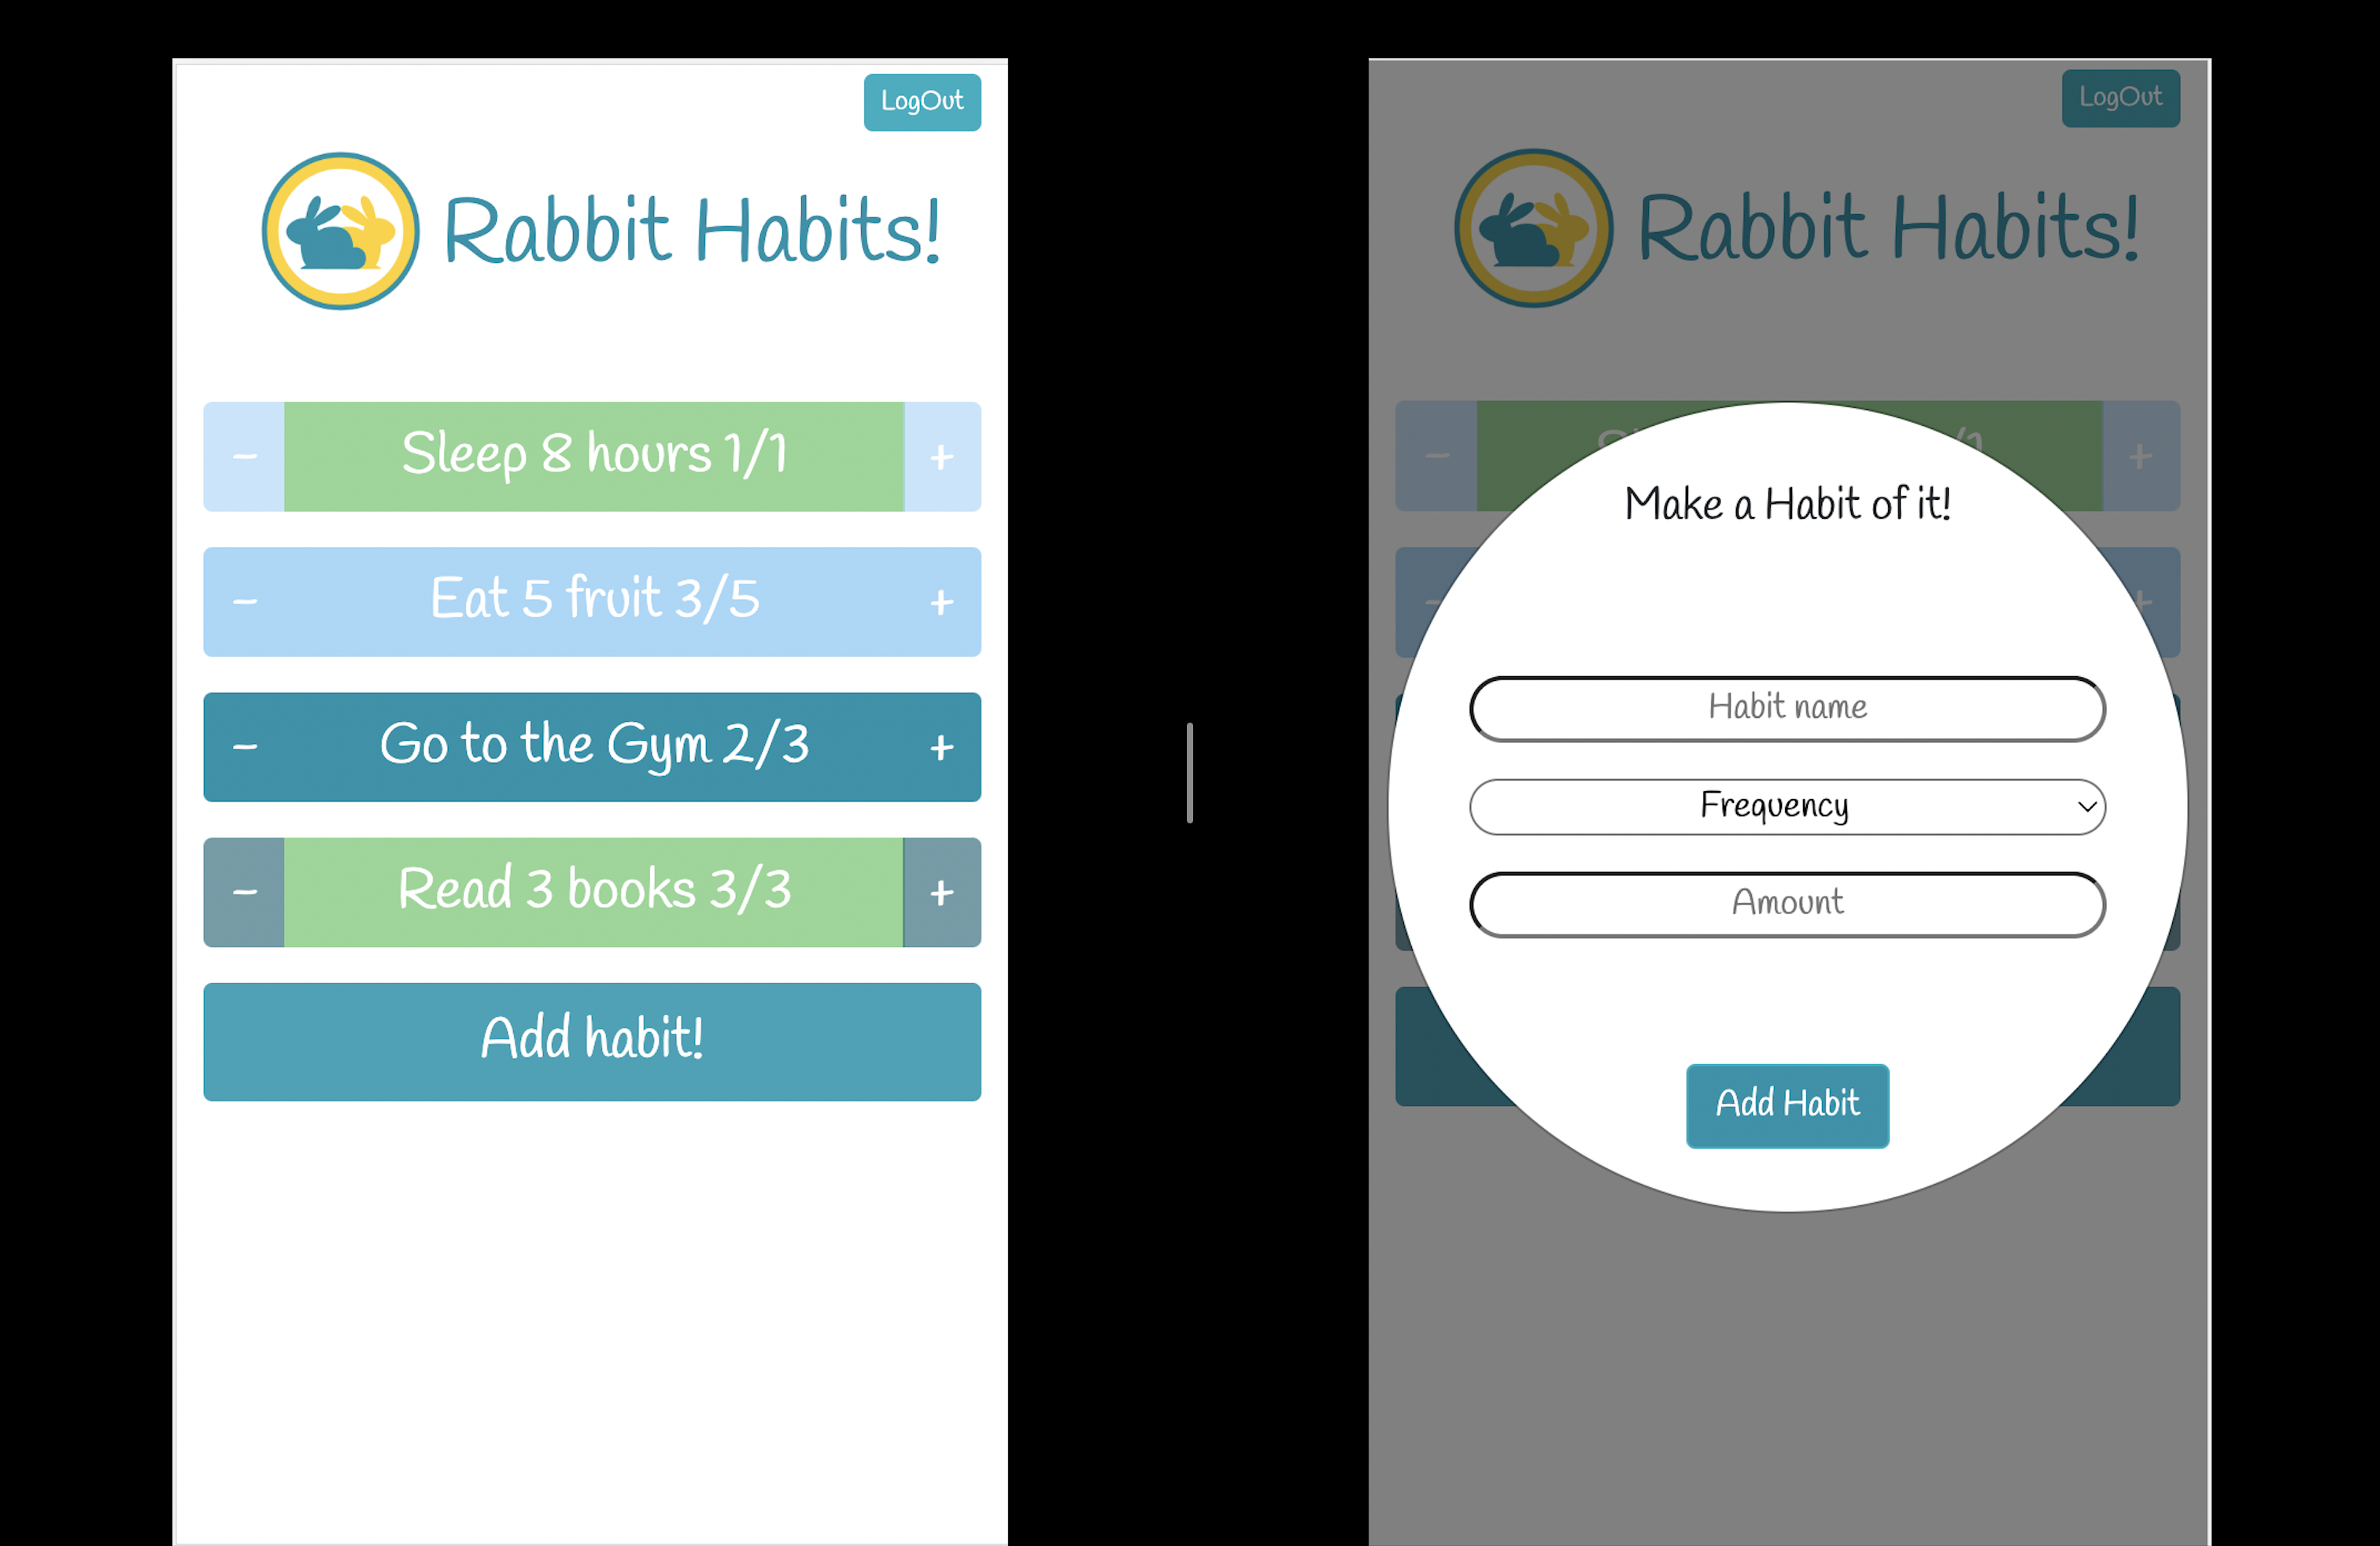 LogOut
Rabbit Habits!
− Sleep 8 hours 1/1 +
− Eat 5 fruit 3/5 +
− Go to the Gym 2/3 +
− Read 3 books 3/3 +
Add habit!
LogOut
Rabbit Habits!
− /1 +
Make a Habit of it!
Habit name
Frequency
Amount
Add Habit